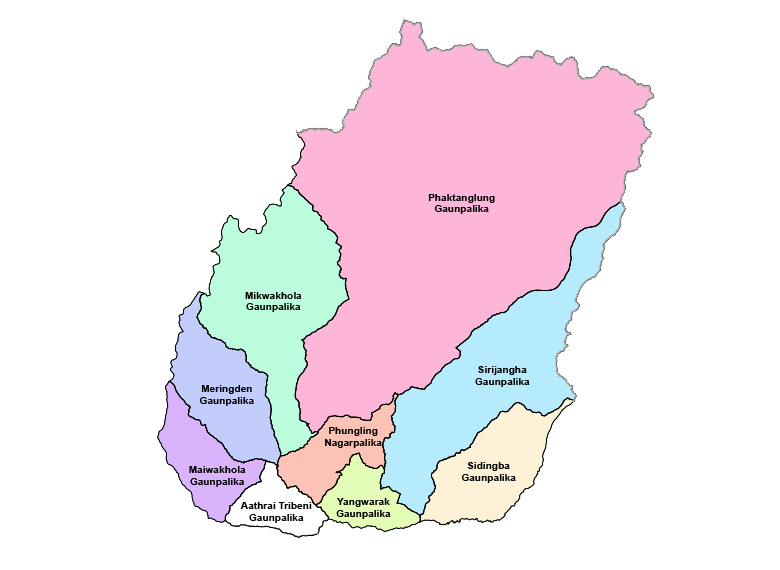 Phaktanglung
Gaunpalika
Mikwakhola
Gaunpalika
Sirijangha
Gaunpalika
Meringden
Gaunpalika
Phungling
Nagarpalika
Maiwakhola
Gaunpalika
Sidingba
Gaunpalika
Aathrai Tribeni
Gaunpalika
Yangwarak
Gaunpalika